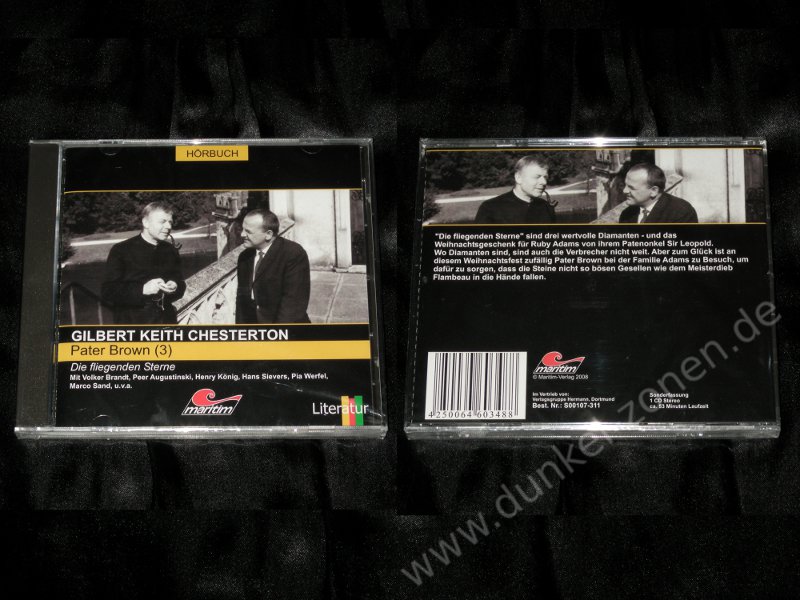 HÖRBUCH
GILBERT KEITH CHESTERTON
Pater Brown (3)
Die fliegenden Sterne
Mit Volker Brandt, Peer Augustinski, Henry König, Hans Sievers, Pia Werfel,
Marco Sand, u.v.a.
maritim
Literatur
"Die fliegenden Sterne" sind drei wertvolle Diamanten - und das
Weihnachtsgeschenk für Ruby Adams von ihrem Patenonkel Sir Leopold.
Wo Diamanten sind, sind auch die Verbrecher nicht weit. Aber zum Glück ist an
diesem Weihnachtsfest zufällig Pater Brown bei der Familie Adams zu Besuch, um
dafür zu sorgen, dass die Steine nicht so bösen Gesellen wie dem Meisterdieb
Flambeau in die Hände fallen.
maritim
© Maritim-Verlag 2008
4 250064 603488
Im Vertrieb von:
Verlagsgruppe Hermann, Dortmund
Best. Nr.: S00107-311
Sonderfassung
1 CD Stereo
ca. 53 Minuten Laufzeit
www.dunkerzonen.de